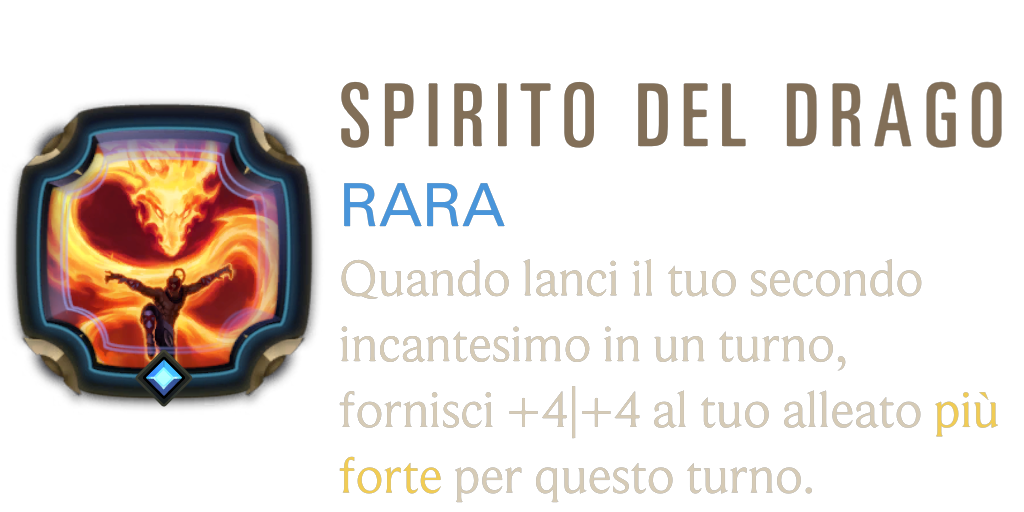 SPIRITO DEL DRAGO
RARA
Quando lanci il tuo secondo
incantesimo in un turno,
fornisci +4|+4 al tuo alleato più
forte per questo turno.